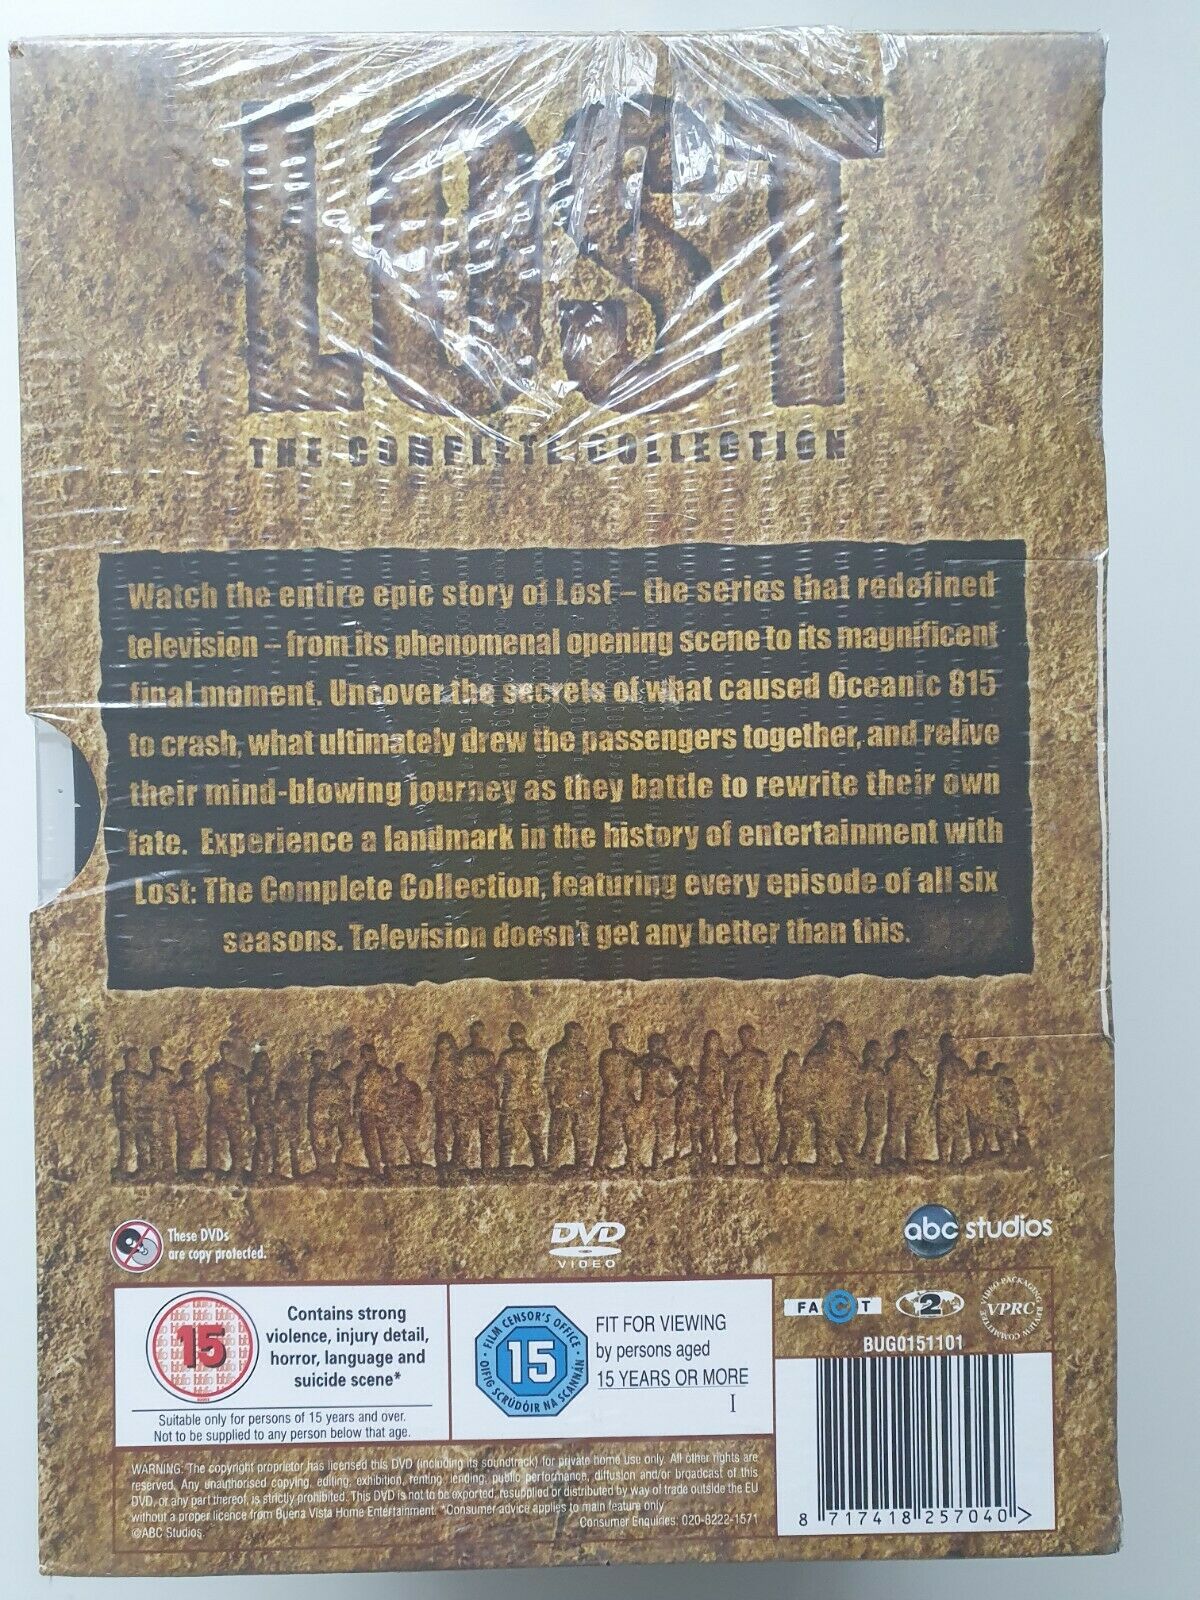 LOST
THE COMPLETE COLLECTION
Watch the entire epic story of Lost – the series that redefined
television – from its phenomenal opening scene to its magnificent
final moment. Uncover the secrets of what caused Oceanic 815
to crash, what ultimately drew the passengers together, and relive
their mind-blowing journey as they battle to rewrite their own
fate. Experience a landmark in the history of entertainment with
Lost: The Complete Collection, featuring every episode of all six
seasons. Television doesn't get any better than this.
These DVDs
are copy protected.
DVD
VIDEO
abc studios
15
Contains strong
violence, injury detail,
horror, language and
suicide scene*
Suitable only for persons of 15 years and over.
Not to be supplied to any person below that age.
FILM CENSOR'S OFFICE
15
OIFIG SCRÚDÓIR NA SCANNÁN
FIT FOR VIEWING
by persons aged
15 YEARS OR MORE
I
FACT
2
VIDEO PACKAGING REVIEW COMMITTEE
VPRC
BUG0151101
8 717418 257040 >
WARNING: The copyright proprietor has licensed this DVD (including its soundtrack) for private home use only. All other rights are
reserved. Any unauthorised copying, editing, exhibition, renting, lending, public performance, diffusion and/or broadcast of this
DVD, or any part thereof, is strictly prohibited. This DVD is not to be exported, resupplied or distributed by way of trade outside the EU
without a proper licence from Buena Vista Home Entertainment. *Consumer advice applies to main feature only
©ABC Studios.
Consumer Enquiries: 020-8222-1571